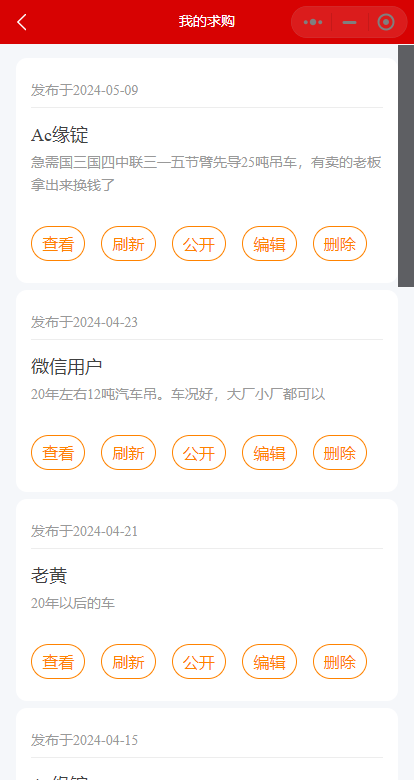 我的求购
发布于2024-05-09
Ac缘锭
急需国三国四中联三一五节臂先导25吨吊车，有卖的老板
拿出来换钱了
查看 刷新 公开 编辑 删除
发布于2024-04-23
微信用户
20年左右12吨汽车吊。车况好，大厂小厂都可以
查看 刷新 公开 编辑 删除
发布于2024-04-21
老黄
20年以后的车
查看 刷新 公开 编辑 删除
发布于2024-04-15